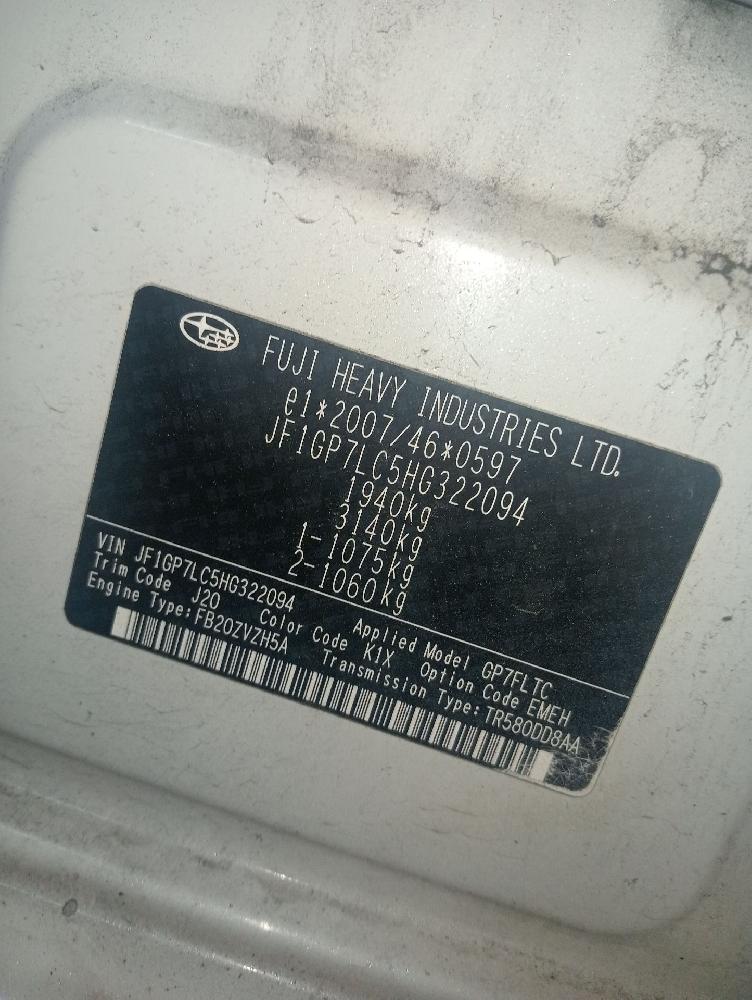 FUJI HEAVY INDUSTRIES LTD.
e1*2007/46*0597
JF1GP7LC5HG322094
1940kg
3140kg
1-1075kg
2-1060kg
VIN JF1GP7LC5HG322094 Applied Model GP7FLTC
Trim Code J20 Color Code K1X Option Code EMEH
Engine Type:FB20ZVZH5A Transmission Type:TR580DD8AA